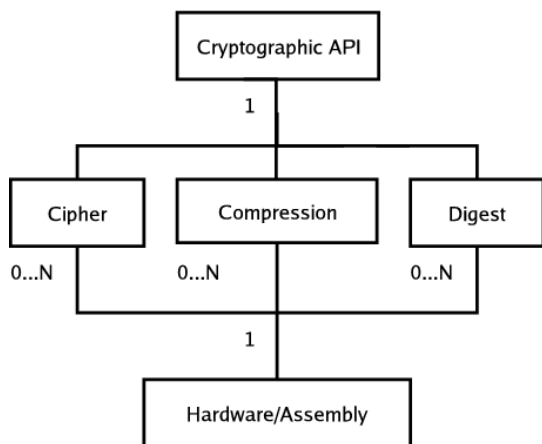 Cryptographic API
1
Cipher
Compression
Digest
0...N
0...N
0...N
1
Hardware/Assembly